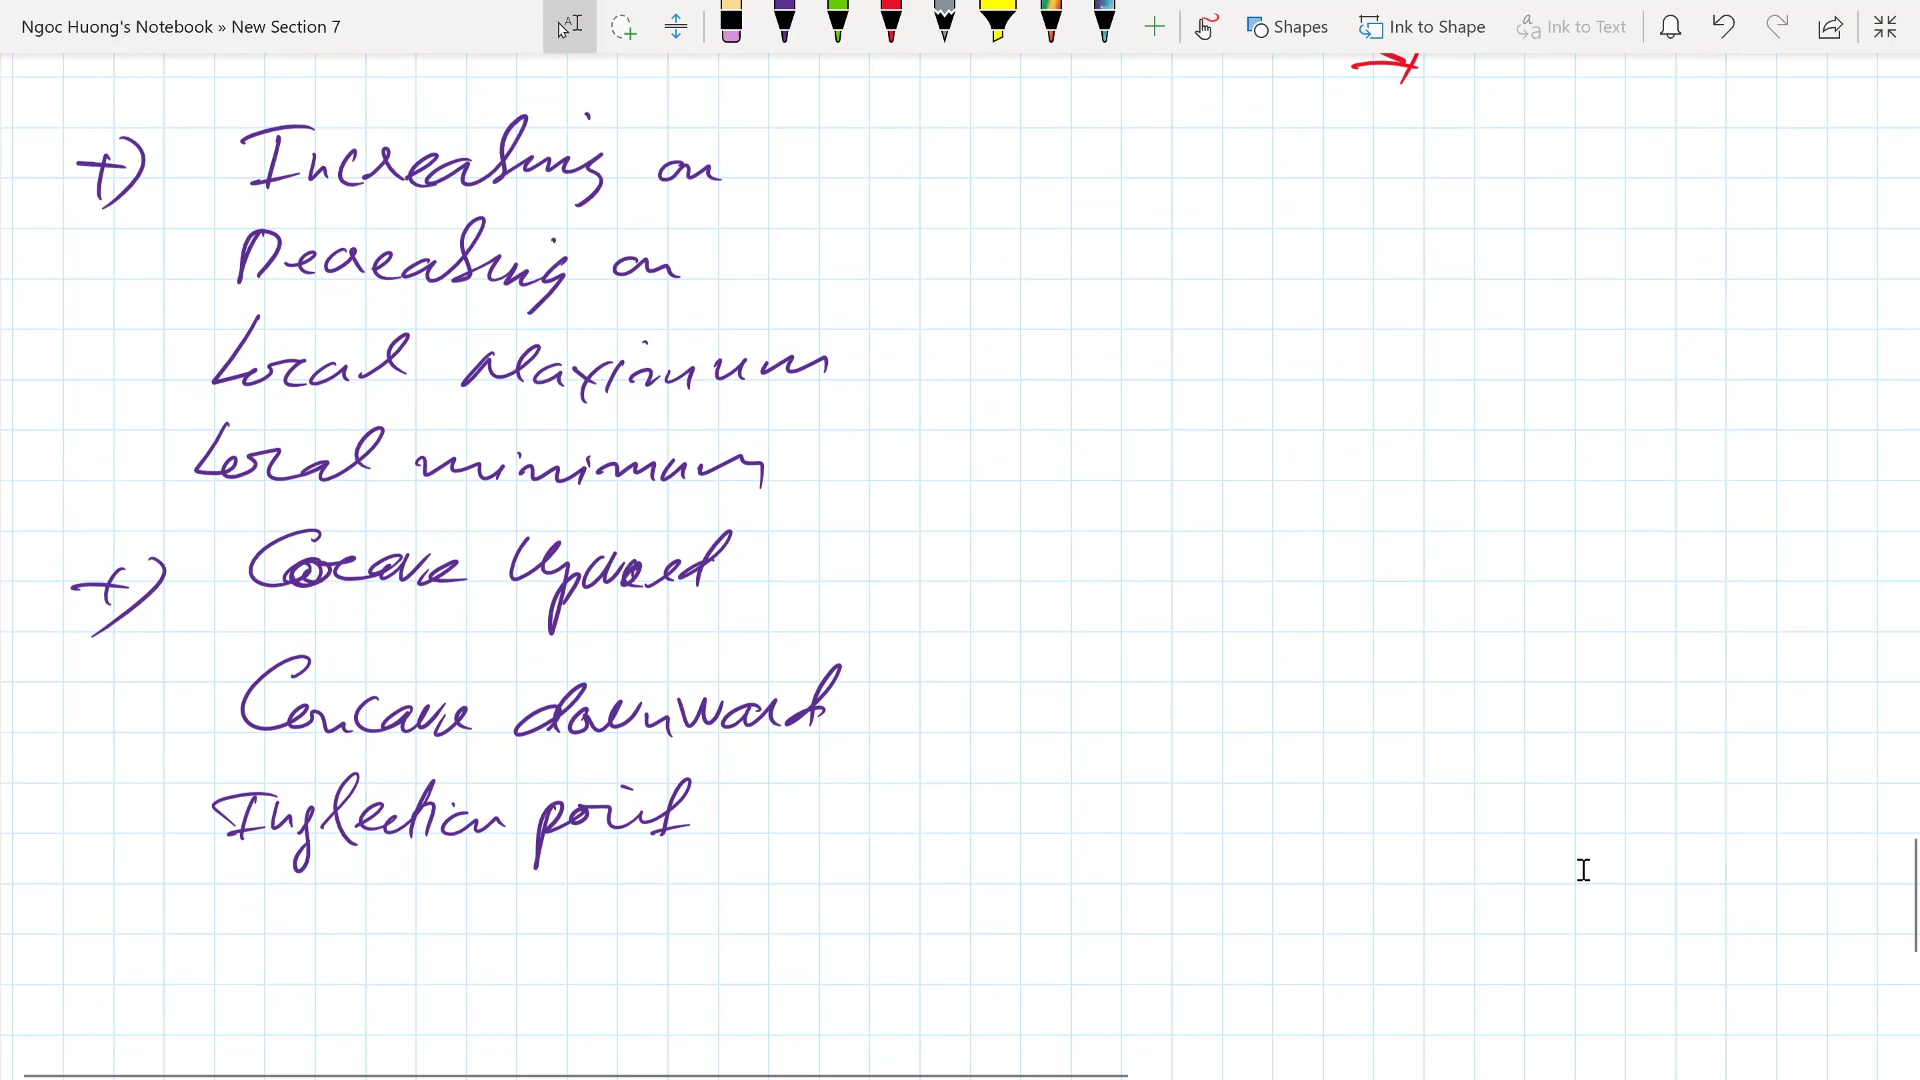 Ngoc Huong's Notebook » New Section 7
Shapes
Ink to Shape
Ink to Text
+) Increasing on
Decreasing on
Local Maximum
Local minimum
+) Cocave Upward
Concave downward
Inflection point